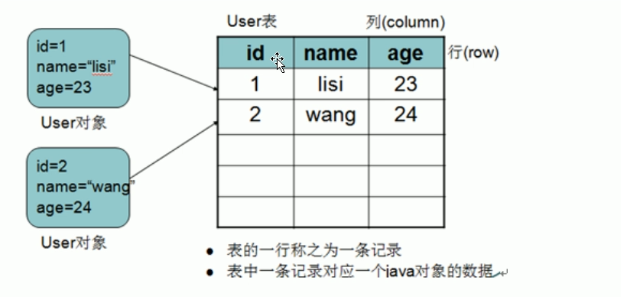 User表 列(column)
id=1
name=“lisi”
age=23
User对象
id name age 行(row)
1 lisi 23
2 wang 24
id=2
name=“wang”
age=24
User对象
● 表的一行称之为一条记录
● 表中一条记录对应一个java对象的数据